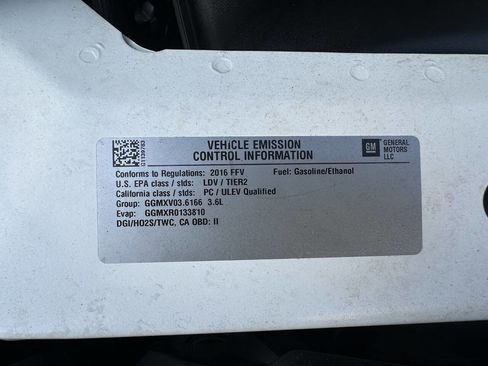 VEHICLE EMISSION
CONTROL INFORMATION
GM GENERAL
MOTORS
LLC
Conforms to Regulations: 2016 FFV Fuel: Gasoline/Ethanol
U.S. EPA class / stds: LDV / TIER2
California class / stds: PC / ULEV Qualified
Group: GGMXV03.6166 3.6L
Evap: GGMXR0133810
DGI/HO2S/TWC, CA OBD: II